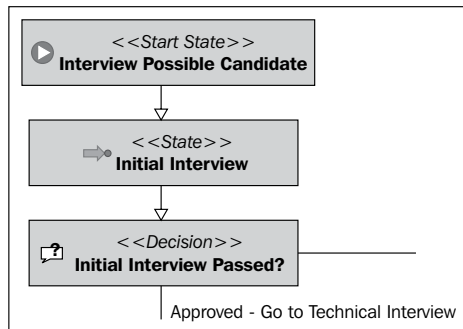 <<Start State>>
Interview Possible Candidate
<<State>>
Initial Interview
?
<<Decision>>
Initial Interview Passed?
Approved - Go to Technical Interview